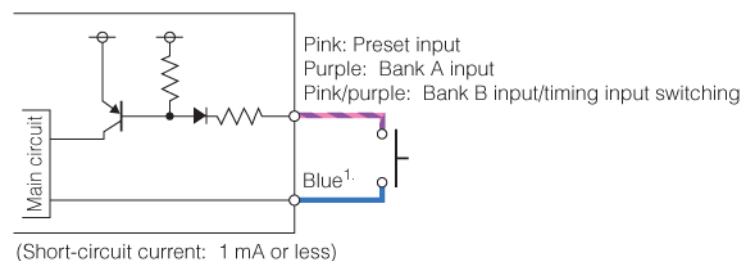 Pink: Preset input
Purple: Bank A input
Pink/purple: Bank B input/timing input switching
Main circuit
Blue1.
(Short-circuit current: 1 mA or less)